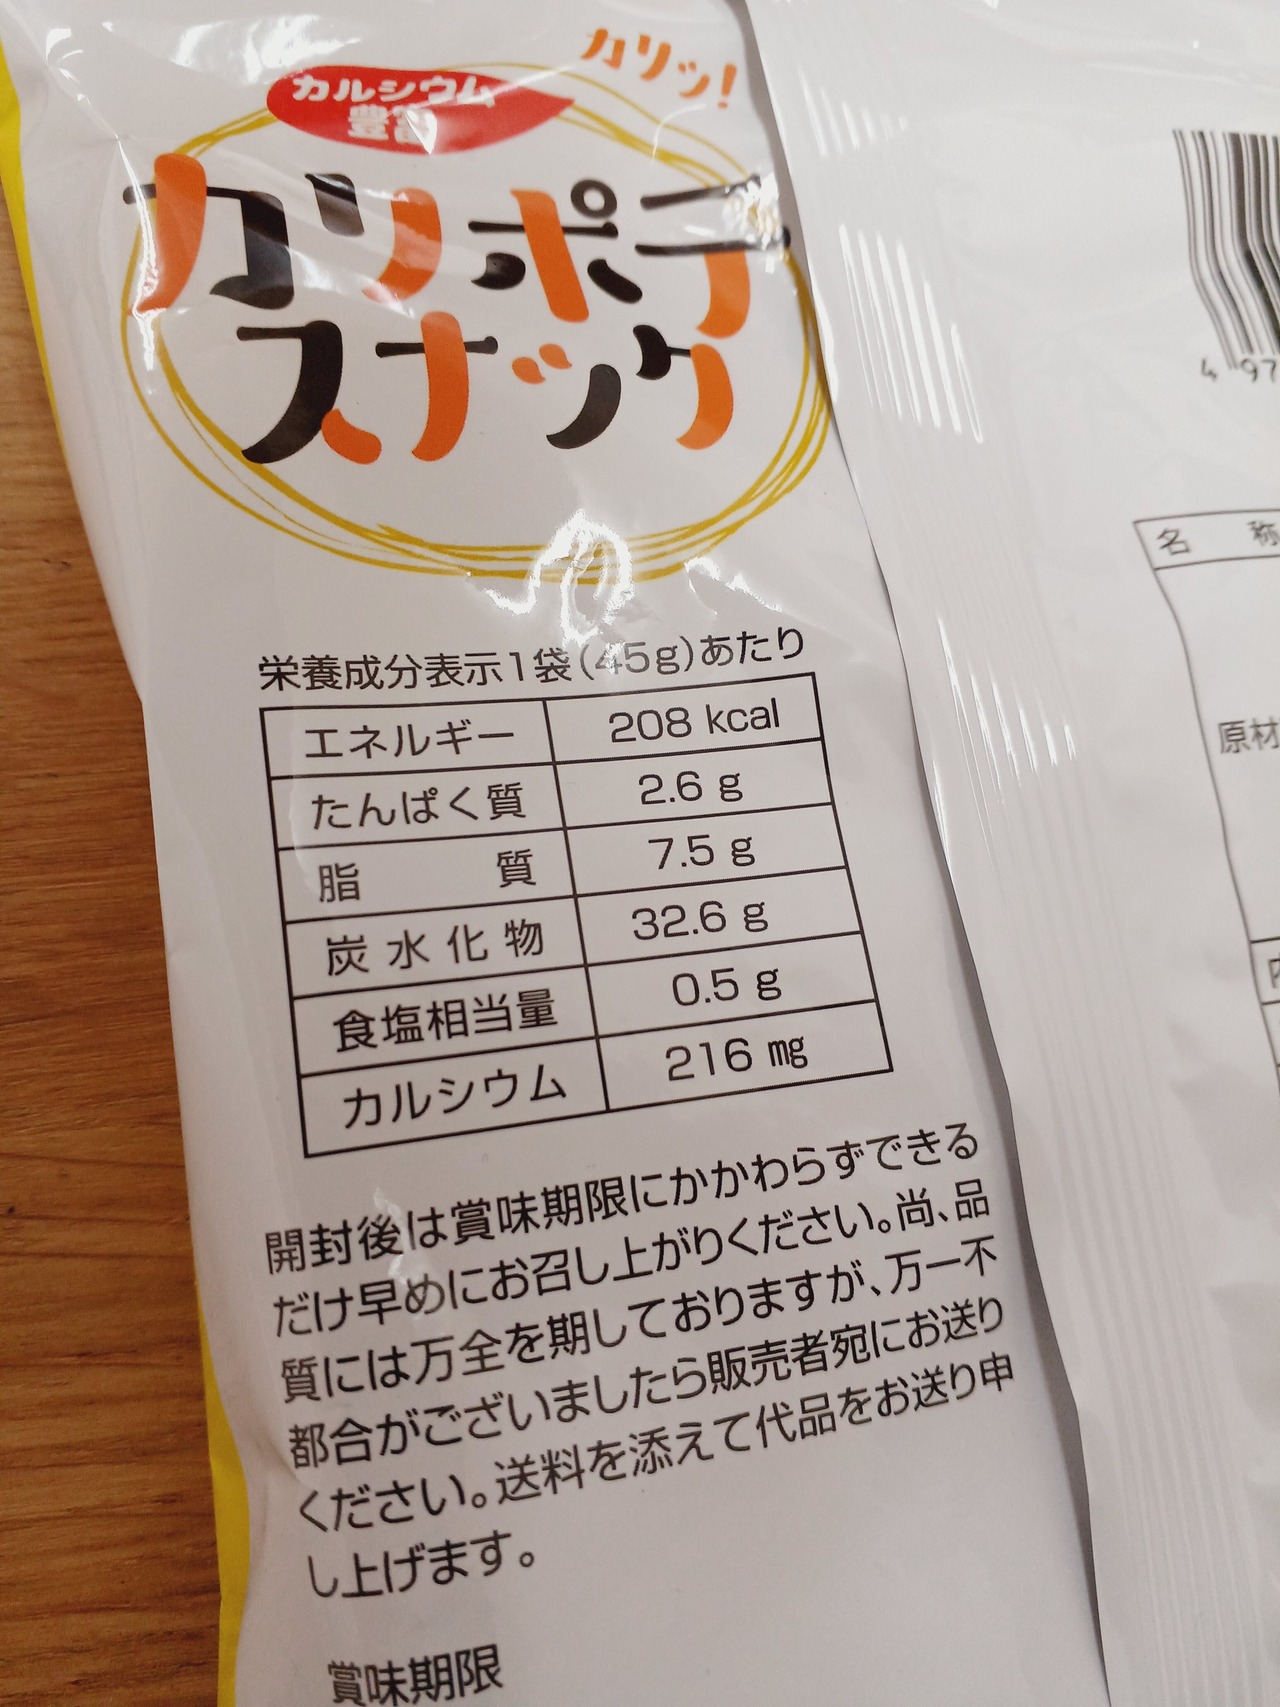 カリッ!
カルシウム
豊富
カリポテ
スナック
栄養成分表示1袋(45g)あたり
エネルギー 208 kcal
たんぱく質 2.6 g
脂質 7.5 g
炭水化物 32.6 g
食塩相当量 0.5 g
カルシウム 216 mg
開封後は賞味期限にかかわらずできる
だけ早めにお召し上がりください。尚、品
質には万全を期しておりますが、万一不
都合がございましたら販売者宛にお送り
ください。送料を添えて代品をお送り申
し上げます。
賞味期限
4 97
名称
原材